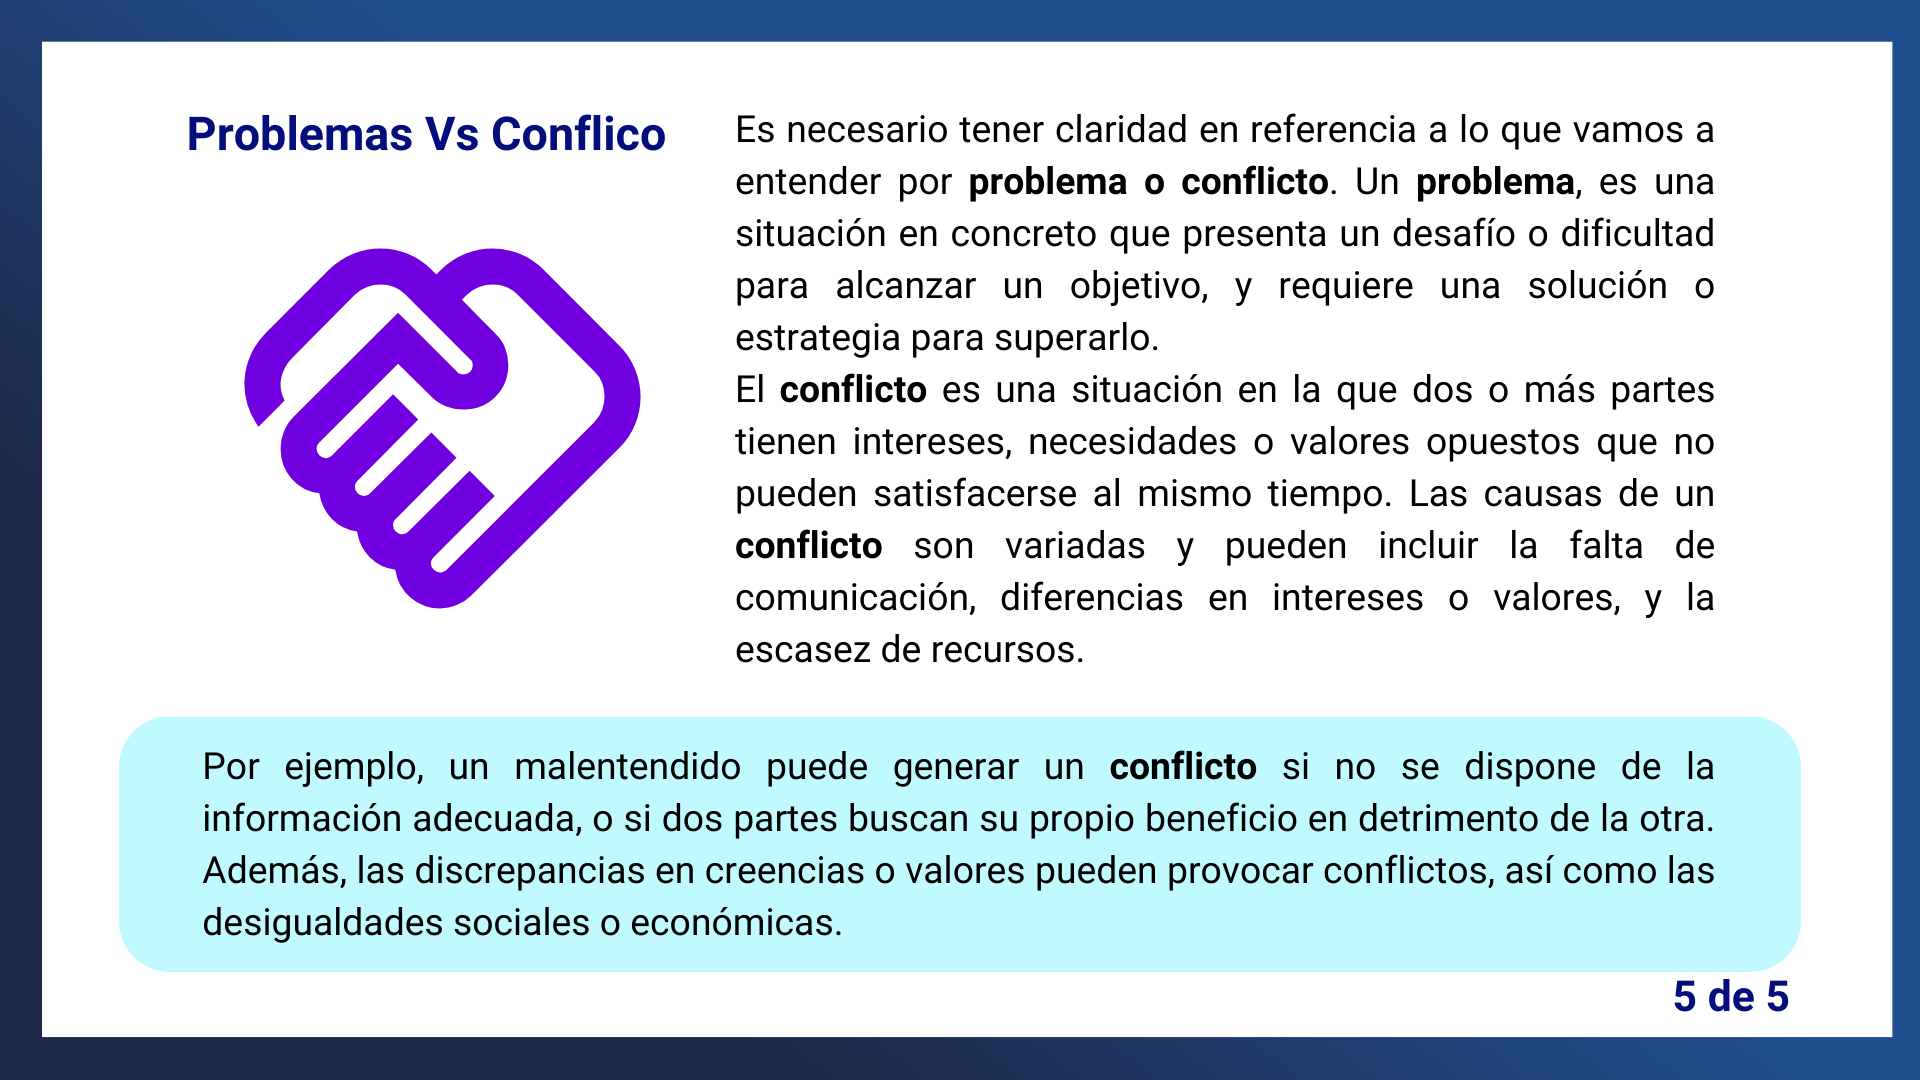 Problemas Vs Conflico
Es necesario tener claridad en referencia a lo que vamos a
entender por problema o conflicto. Un problema, es una
situación en concreto que presenta un desafío o dificultad
para alcanzar un objetivo, y requiere una solución o
estrategia para superarlo.
El conflicto es una situación en la que dos o más partes
tienen intereses, necesidades o valores opuestos que no
pueden satisfacerse al mismo tiempo. Las causas de un
conflicto son variadas y pueden incluir la falta de
comunicación, diferencias en intereses o valores, y la
escasez de recursos.
Por ejemplo, un malentendido puede generar un conflicto si no se dispone de la
información adecuada, o si dos partes buscan su propio beneficio en detrimento de la otra.
Además, las discrepancias en creencias o valores pueden provocar conflictos, así como las
desigualdades sociales o económicas.
5 de 5